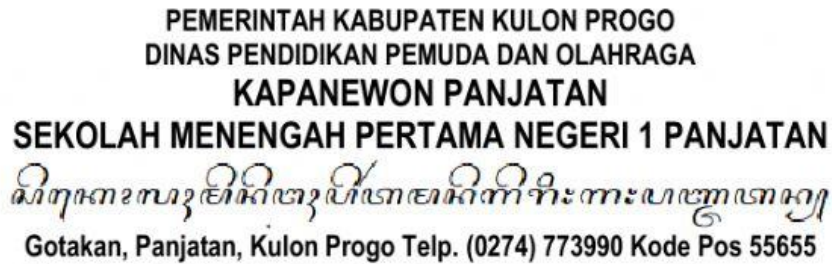 PEMERINTAH KABUPATEN KULON PROGO
DINAS PENDIDIKAN PEMUDA DAN OLAHRAGA
KAPANEWON PANJATAN
SEKOLAH MENENGAH PERTAMA NEGERI 1 PANJATAN
Gotakan, Panjatan, Kulon Progo Telp. (0274) 773990 Kode Pos 55655